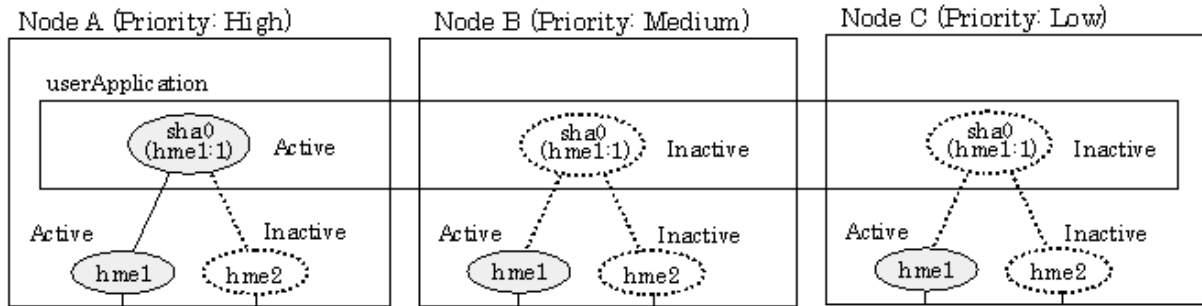 Node A (Priority: High)
Node B (Priority: Medium)
Node C (Priority: Low)
userApplication
sha0
(hme1:1)
Active
sha0
(hme1:1)
Inactive
sha0
(hme1:1)
Inactive
Active
Inactive
Active
Inactive
Active
Inactive
hme1
hme2
hme1
hme2
hme1
hme2